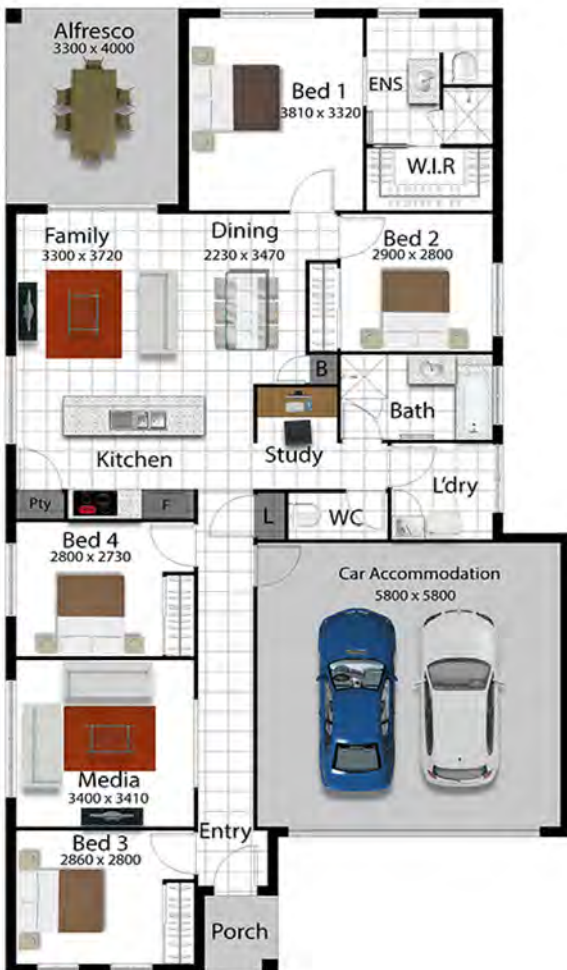 Alfresco
3300 x 4000
Bed 1
3810 x 3320
ENS
W.I.R
Family
3300 x 3720
Dining
2230 x 3470
Bed 2
2900 x 2800
B
Bath
Kitchen
Study
L'dry
Pty
F
L
WC
Bed 4
2800 x 2730
Car Accommodation
5800 x 5800
Media
3400 x 3410
Entry
Bed 3
2860 x 2800
Porch